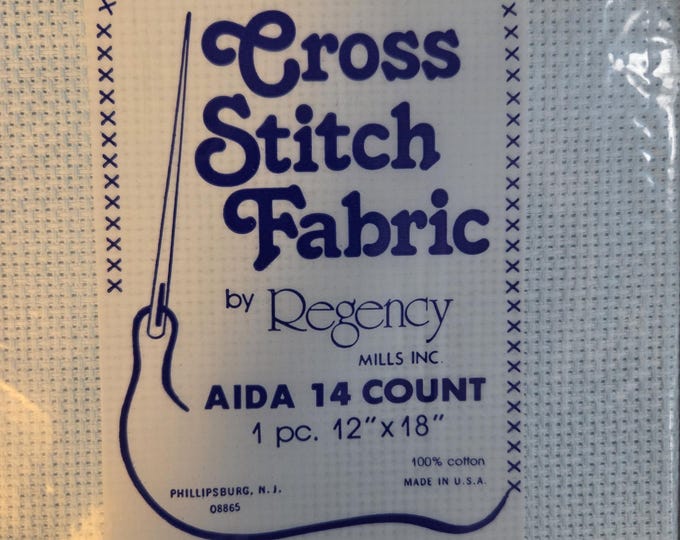 Cross
Stitch
Fabric
by Regency
MILLS INC.
AIDA 14 COUNT
1 pc. 12" x 18"
100% cotton
MADE IN U.S.A.
PHILLIPSBURG, N.J.
08865